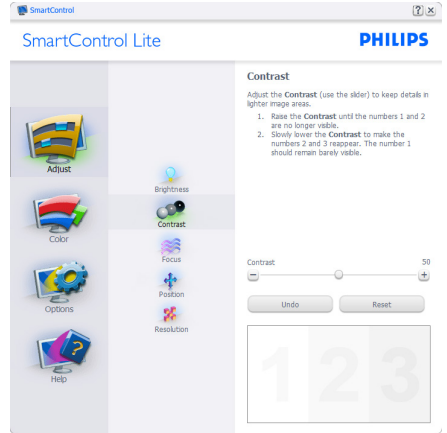 SmartControl
SmartControl Lite
PHILIPS
Adjust
Color
Options
Help
Brightness
Contrast
Focus
Position
Resolution
Contrast
Adjust the Contrast (use the slider) to keep details in
lighter image areas.
1. Raise the Contrast until the numbers 1 and 2
are no longer visible.
2. Slowly lower the Contrast to make the
numbers 2 and 3 reappear. The number 1
should remain barely visible.
Contrast 50
Undo Reset
1 2 3